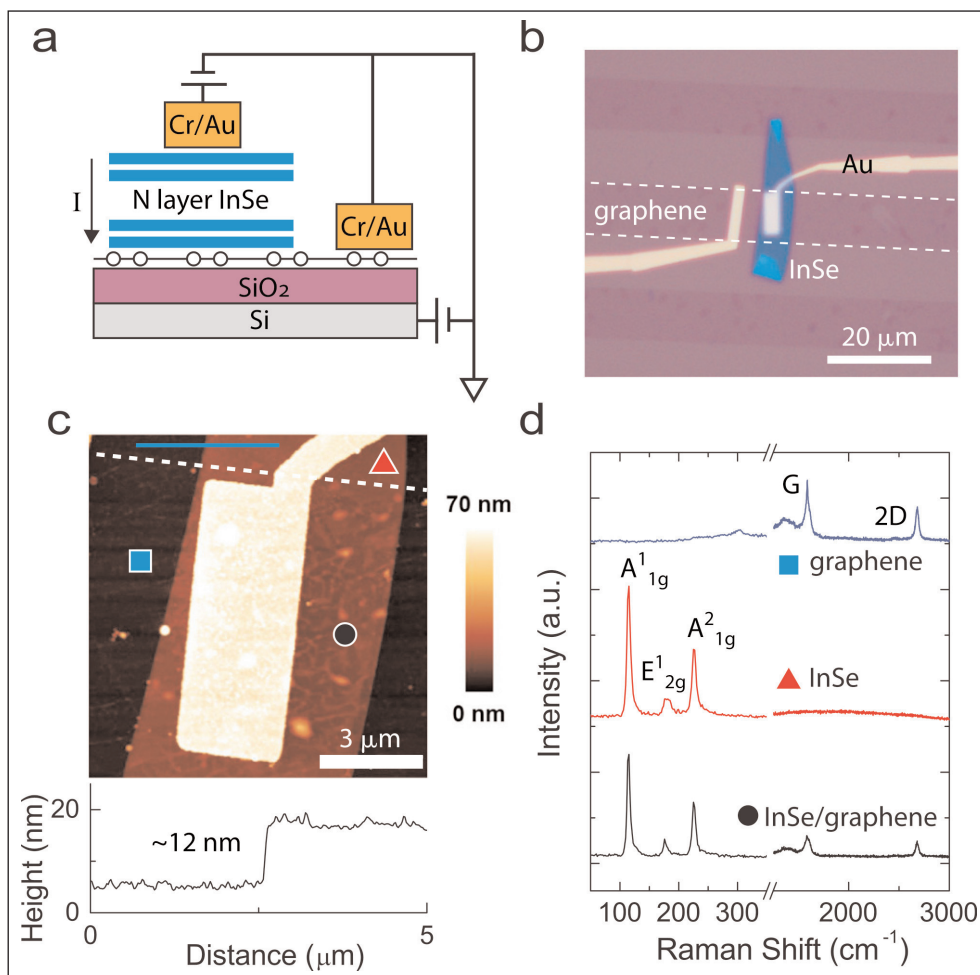 a
Cr/Au
I
N layer InSe
Cr/Au
SiO₂
Si
b
Au
graphene
InSe
20 μm
c
70 nm
0 nm
3 μm
Height (nm)
20
0
~12 nm
0
5
Distance (μm)
d
Intensity (a.u.)
G
2D
graphene
A¹1g
E¹2g
A²1g
InSe
InSe/graphene
100 200 300 2000 3000
Raman Shift (cm⁻¹)